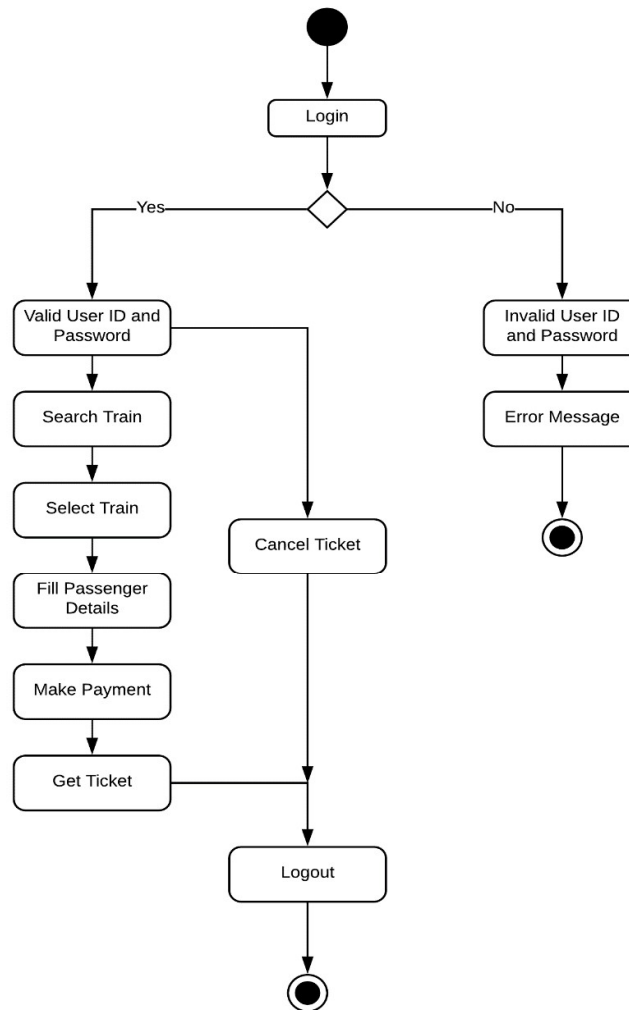 Login
Yes
No
Valid User ID and
Password
Invalid User ID
and Password
Search Train
Error Message
Select Train
Cancel Ticket
Fill Passenger
Details
Make Payment
Get Ticket
Logout